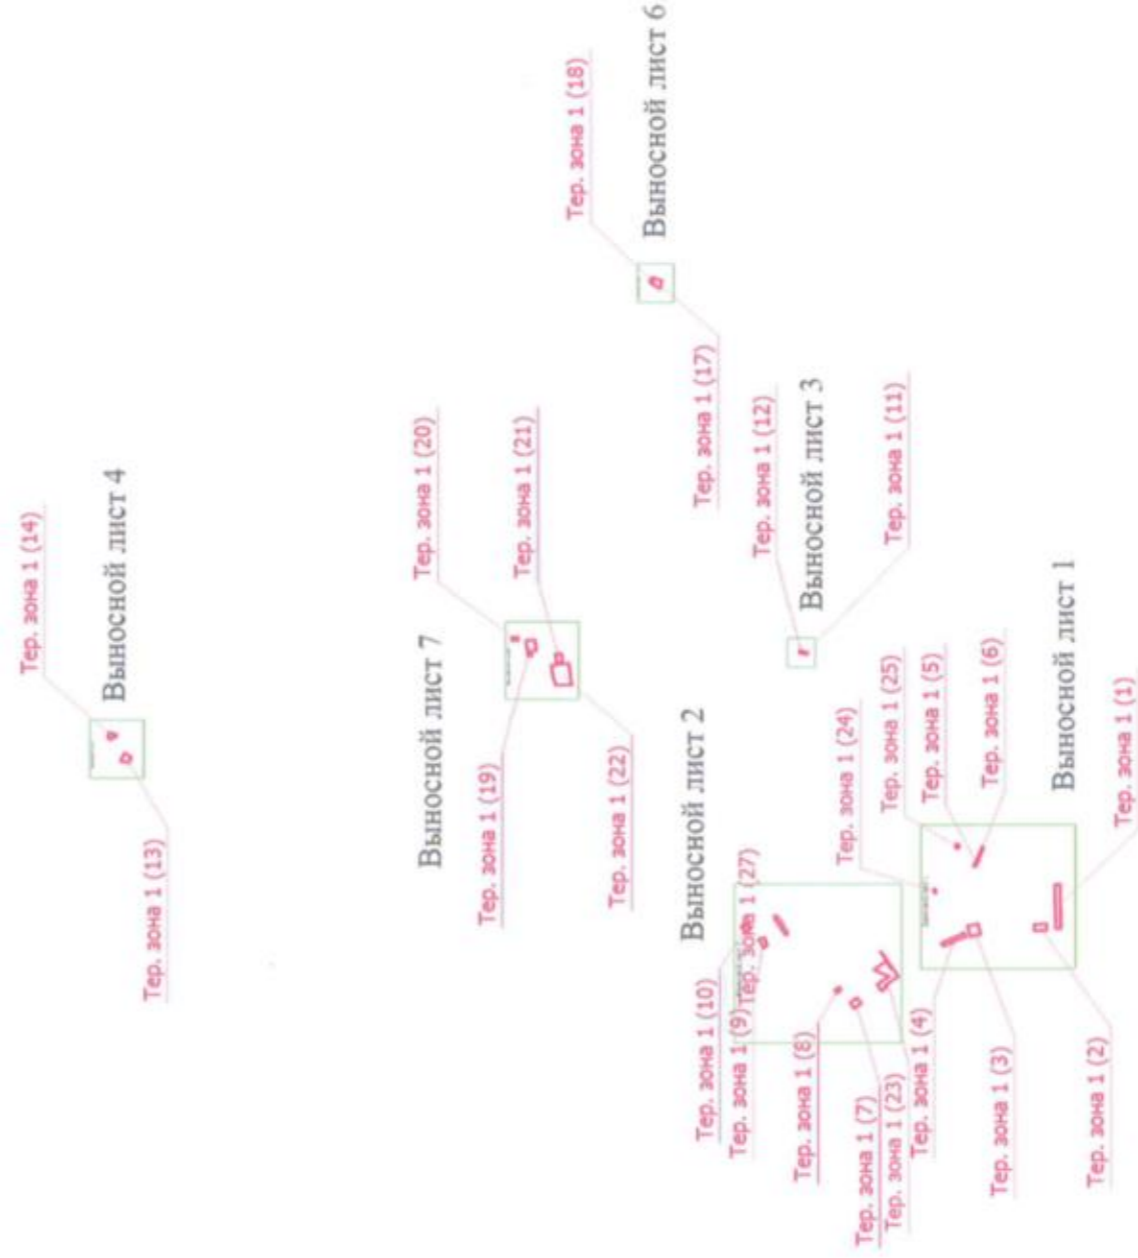 Тер. зона 1 (14)
Выносной лист 4
Тер. зона 1 (13)
Тер. зона 1 (20)
Выносной лист 7
Тер. зона 1 (19)
Тер. зона 1 (21)
Тер. зона 1 (22)
Тер. зона 1 (18)
Выносной лист 6
Тер. зона 1 (17)
Тер. зона 1 (12)
Выносной лист 3
Тер. зона 1 (11)
Выносной лист 2
Тер. зона 1 (10)
Тер. зона 1 (9)
Тер. зона 1 (27)
Тер. зона 1 (8)
Тер. зона 1 (7)
Тер. зона 1 (23)
Тер. зона 1 (24)
Тер. зона 1 (25)
Тер. зона 1 (5)
Тер. зона 1 (6)
Тер. зона 1 (4)
Тер. зона 1 (3)
Выносной лист 1
Тер. зона 1 (2)
Тер. зона 1 (1)